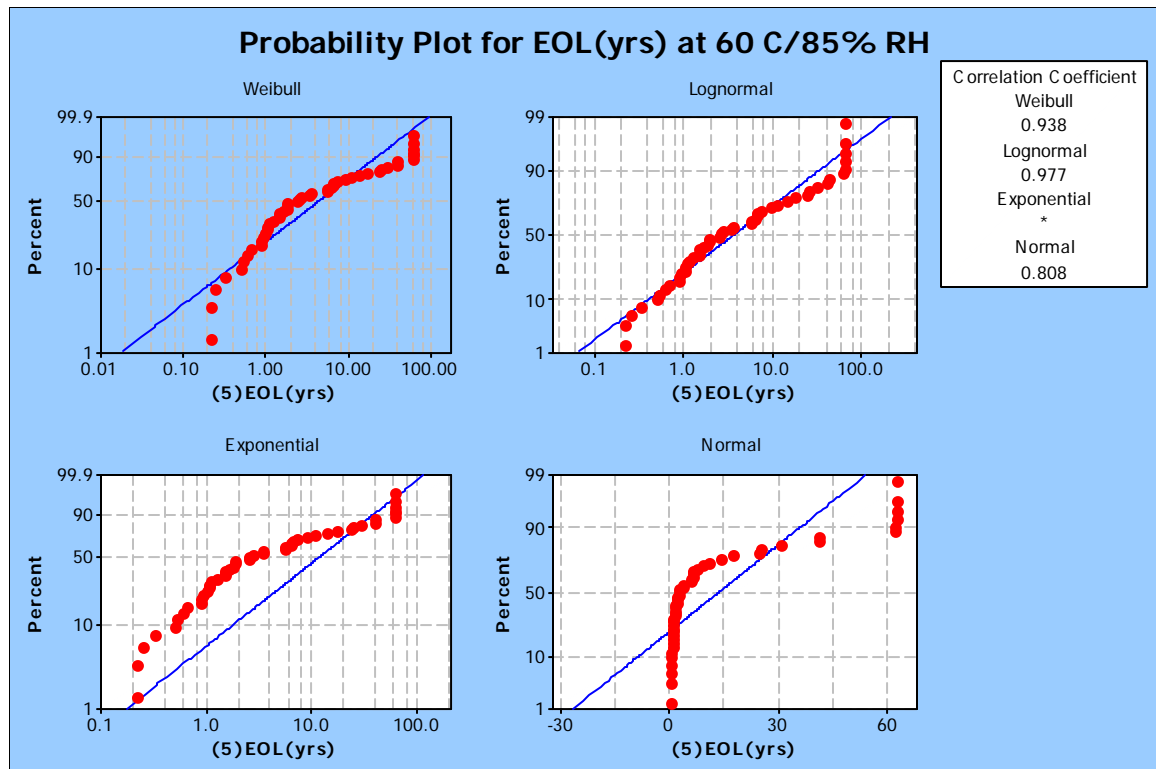 Probability Plot for EOL(yrs) at 60 C/85% RH
Weibull
99.9
90
50
10
1
Percent
0.01 0.10 1.00 10.00 100.00
(5)EOL(yrs)
Lognormal
99
90
50
10
1
Percent
0.1 1.0 10.0 100.0
(5)EOL(yrs)
Correlation Coefficient
Weibull
0.938
Lognormal
0.977
Exponential
*
Normal
0.808
Exponential
99.9
90
50
10
1
Percent
0.1 1.0 10.0 100.0
(5)EOL(yrs)
Normal
99
90
50
10
1
Percent
-30 0 30 60
(5)EOL(yrs)